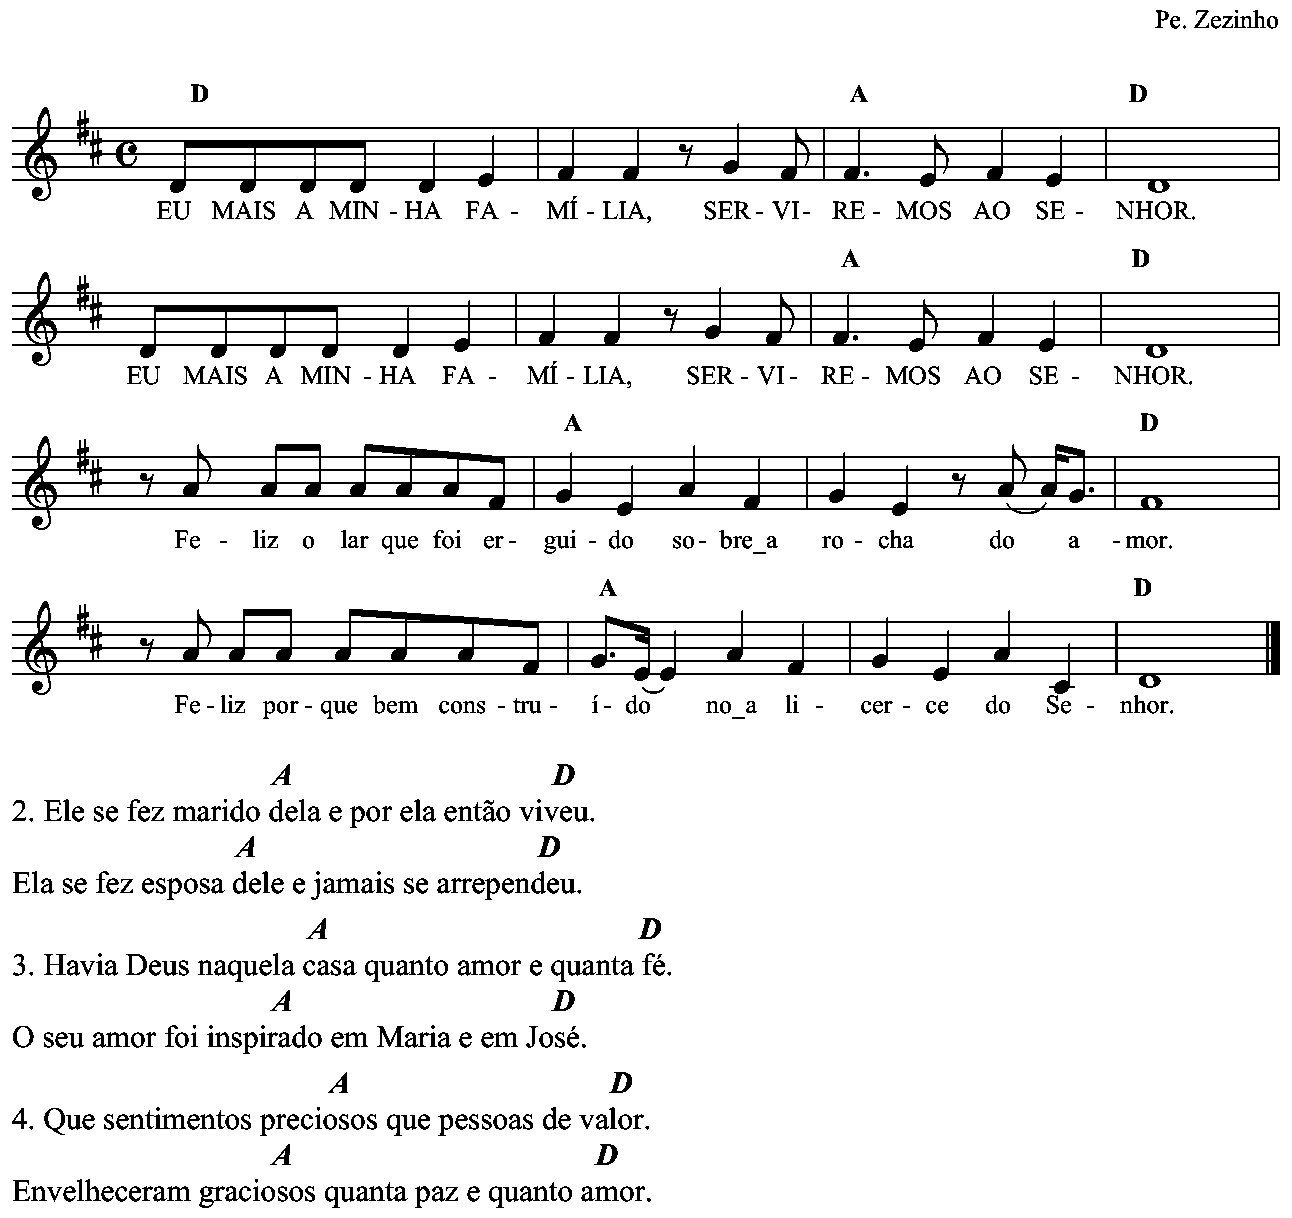 Pe. Zezinho
D A D
EU MAIS A MIN - HA FA - MÍ - LIA, SER - VI- RE - MOS AO SE - NHOR.
A D
EU MAIS A MIN - HA FA - MÍ - LIA, SER - VI- RE - MOS AO SE - NHOR.
A D
Fe - liz o lar que foi er- gui - do so- bre_a ro - cha do a -mor.
A D
Fe - liz por - que bem cons - tru - í - do no_a li - cer - ce do Se - nhor.
A D
2. Ele se fez marido dela e por ela então viveu.
A D
Ela se fez esposa dele e jamais se arrependeu.
A D
3. Havia Deus naquela casa quanto amor e quanta fé.
A D
O seu amor foi inspirado em Maria e em José.
A D
4. Que sentimentos preciosos que pessoas de valor.
A D
Envelheceram graciosos quanta paz e quanto amor.